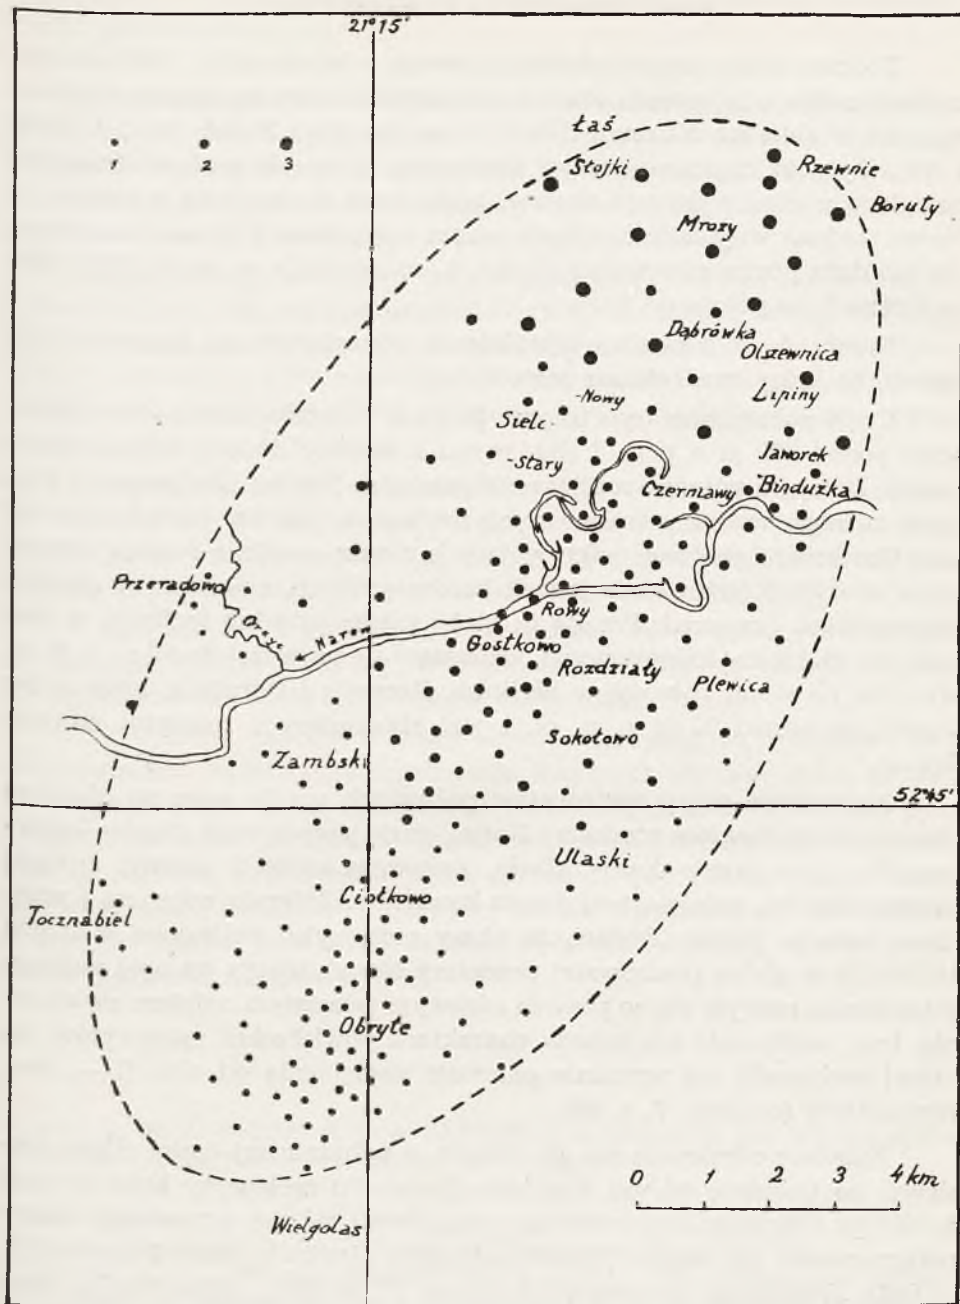 21°15'
1 2 3
Łaś
Stojki
Rzewnie
Boruty
Mrozy
Dąbrówka
Olszewnica
Nowy
Lipiny
Sielc
Stary
Jaworek
Czerniawy
Bindużka
Przeradowo
Orzyc
Narew
Rowy
Gostkowo
Rozdziały
Plewica
Sokołowo
Zambski
52°45'
Ulaski
Ciołkowo
Tocznabiel
Obryte
0 1 2 3 4 km
Wielgolas